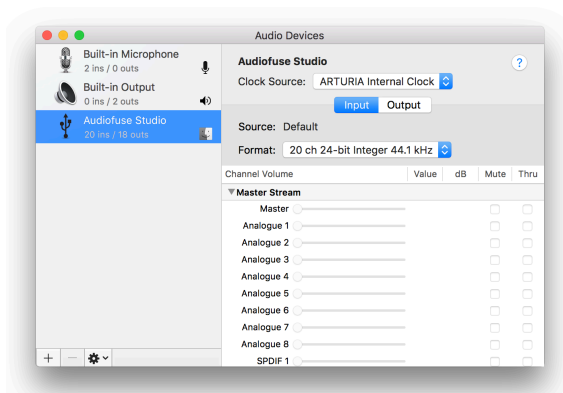 Audio Devices
Built-in Microphone
2 ins / 0 outs
Built-in Output
0 ins / 2 outs
Audiofuse Studio
20 ins / 18 outs
Audiofuse Studio
?
Clock Source: ARTURIA Internal Clock
Input Output
Source: Default
Format: 20 ch 24-bit Integer 44.1 kHz
Channel Volume Value dB Mute Thru
Master Stream
Master
Analogue 1
Analogue 2
Analogue 3
Analogue 4
Analogue 5
Analogue 6
Analogue 7
Analogue 8
SPDIF 1